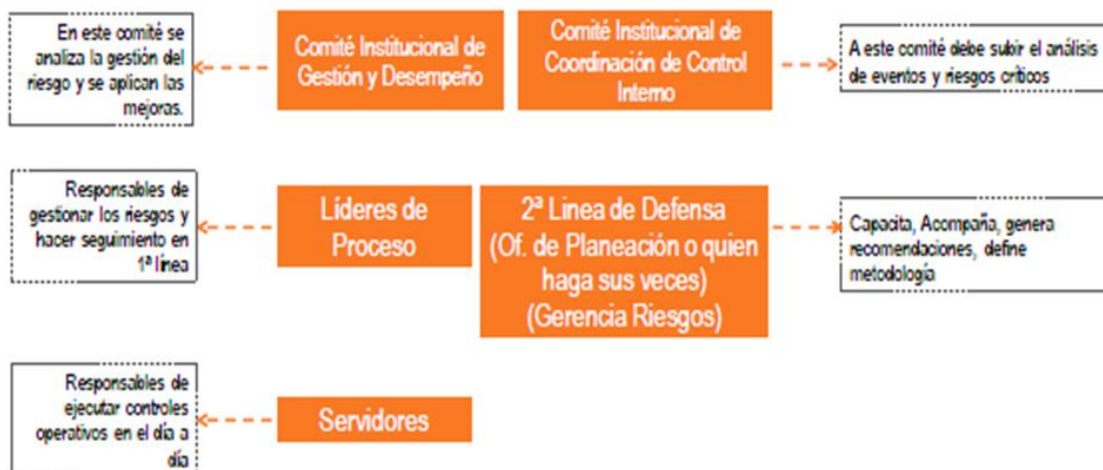 En este comité se
analiza la gestión del
riesgo y se aplican las
mejoras.
Comité Institucional de
Gestión y Desempeño
Comité Institucional de
Coordinación de Control
Interno
A este comité debe subir el análisis
de eventos y riesgos críticos
Responsables de
gestionar los riesgos y
hacer seguimiento en
1ª línea
Líderes de
Proceso
2ª Linea de Defensa
(Of. de Planeación o quien
haga sus veces)
(Gerencia Riesgos)
Capacita, Acompaña, genera
recomendaciones, define
metodología
Responsables de
ejecutar controles
operativos en el día a
día
Servidores